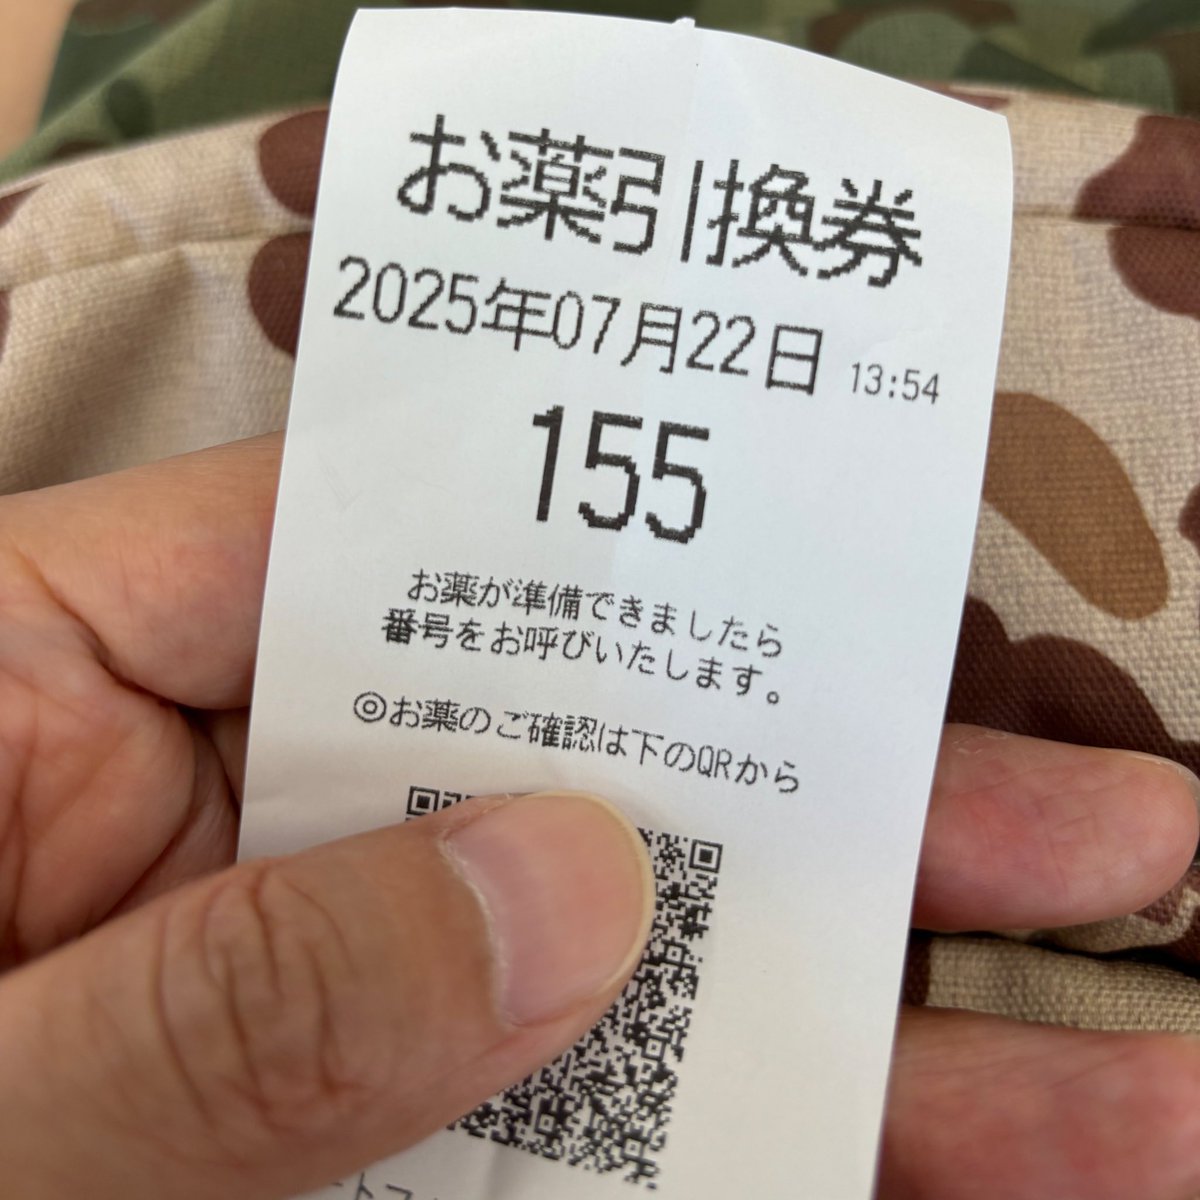 お薬引換券
2025年07月22日 13:54
155
お薬が準備できましたら
番号をお呼びいたします。
◎お薬のご確認は下のQRから